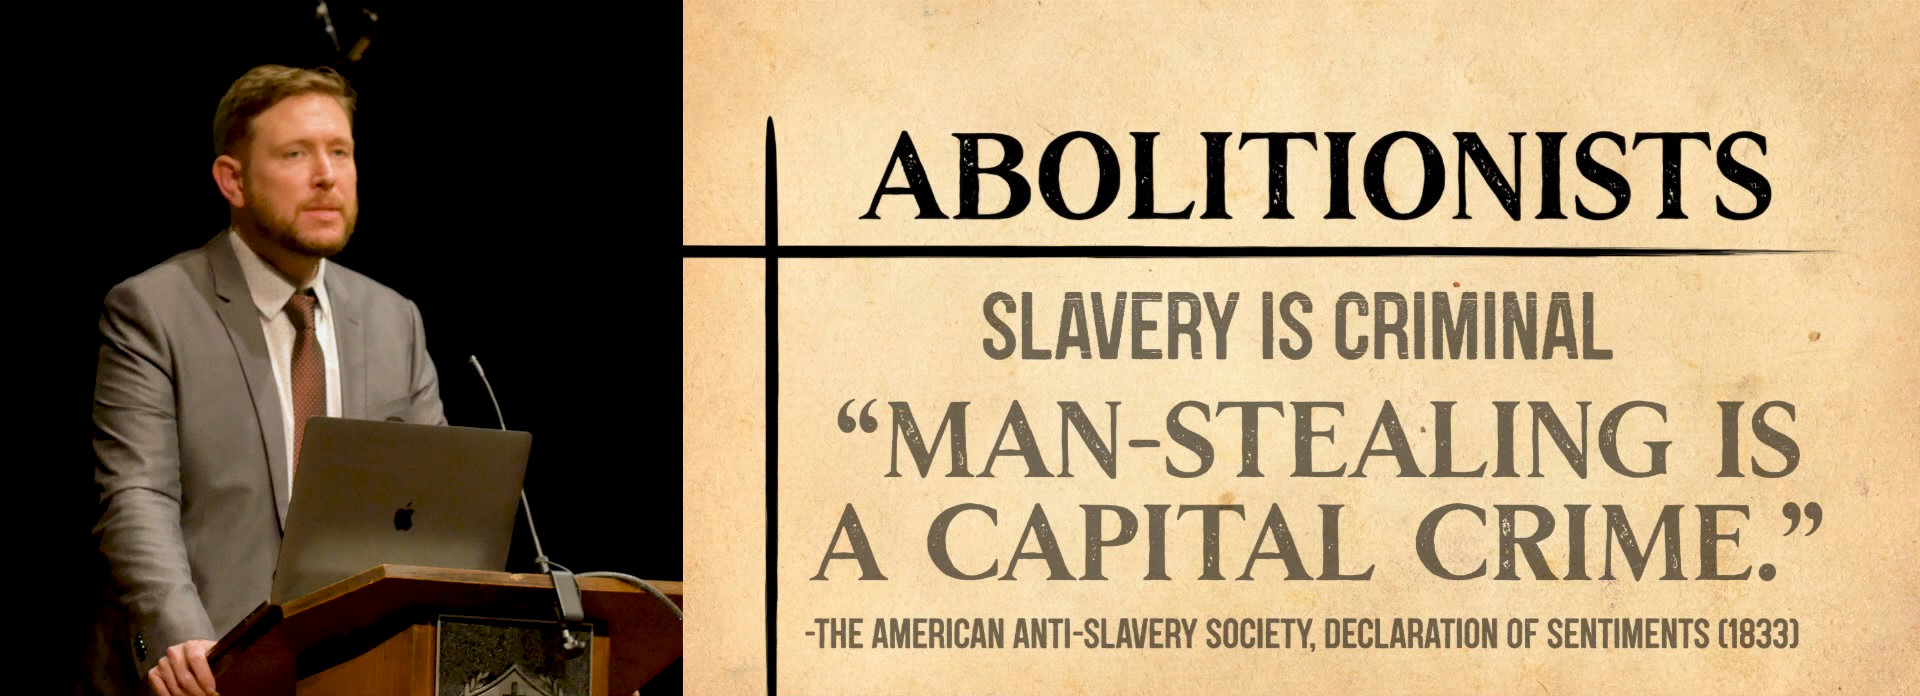 ABOLITIONISTS
SLAVERY IS CRIMINAL
“MAN-STEALING IS
A CAPITAL CRIME.”
-THE AMERICAN ANTI-SLAVERY SOCIETY, DECLARATION OF SENTIMENTS (1833)